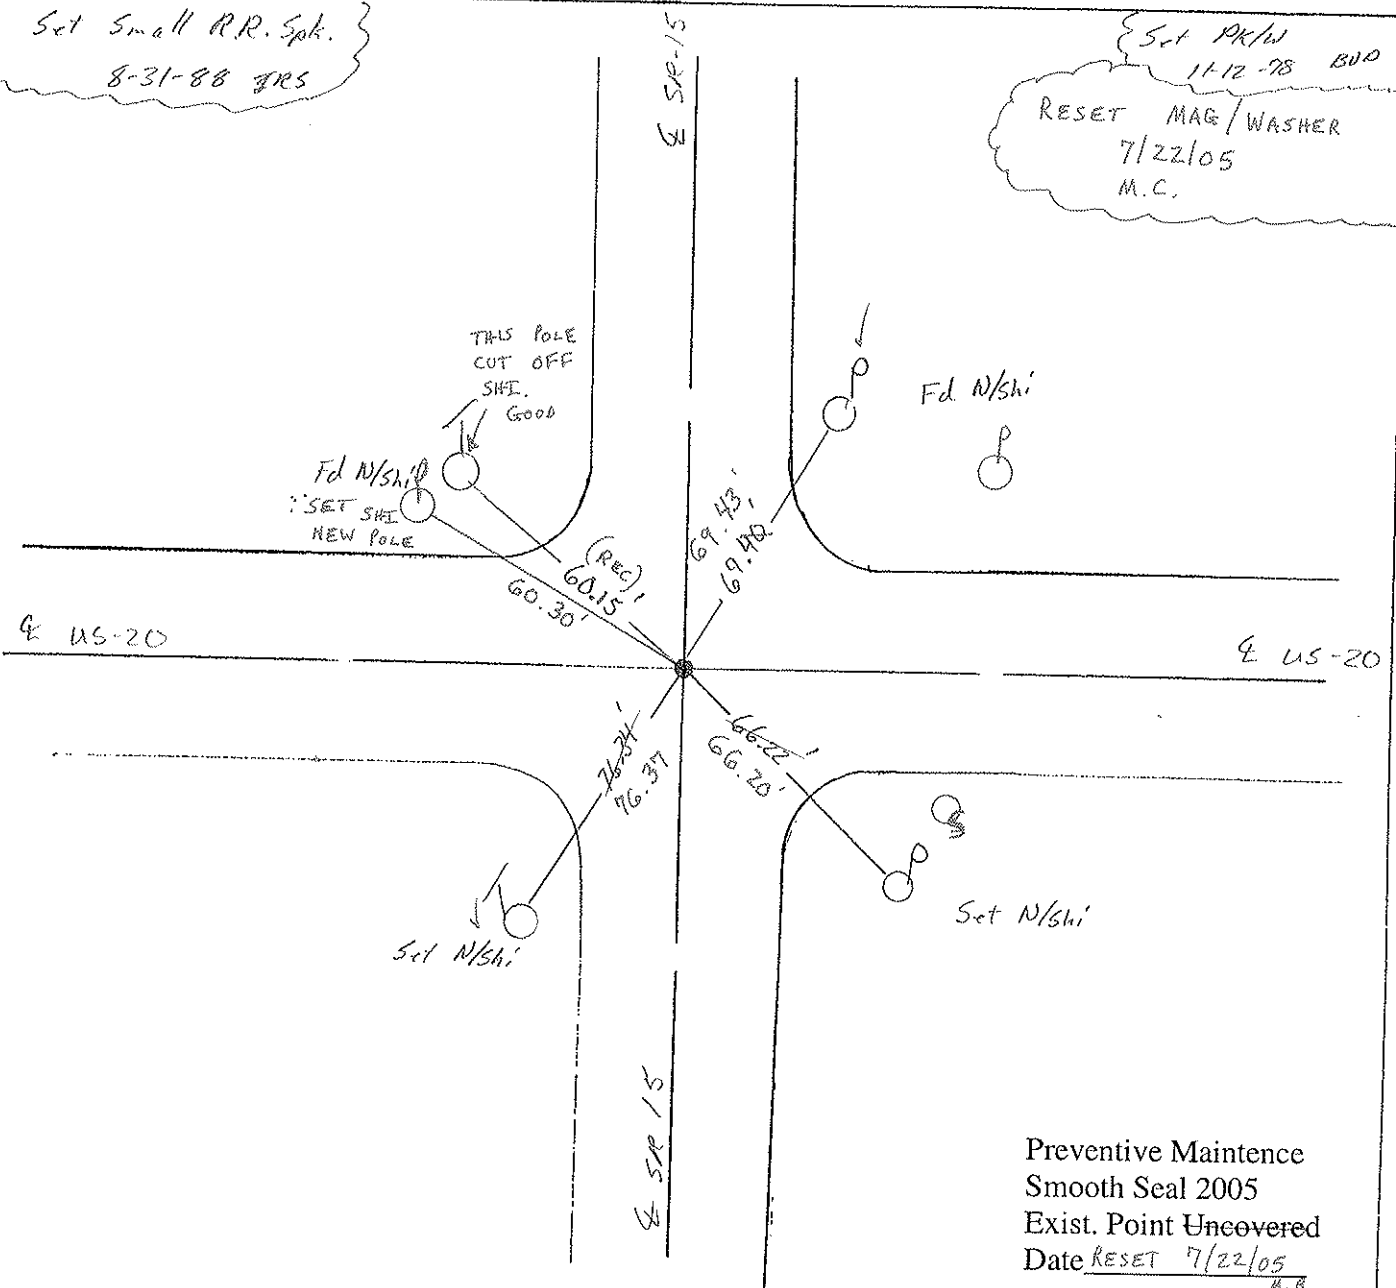 Set Small R.R. Spk.
8-31-88 JRS
℄ SR-15
Set PK/W
11-12-78 BUD
RESET MAG/WASHER
7/22/05
M.C.
THIS POLE
CUT OFF
SHI.
GOOD
Fd N/shi
SET SHI
NEW POLE
Fd N/shi
69.43'
69.40
(REC)
60.15'
60.30'
℄ US-20
℄ US-20
76.34'
76.37
66.22'
66.20'
Set N/shi
Set N/shi
℄ SR 15
Preventive Maintence
Smooth Seal 2005
Exist. Point Uncovered
Date RESET 7/22/05